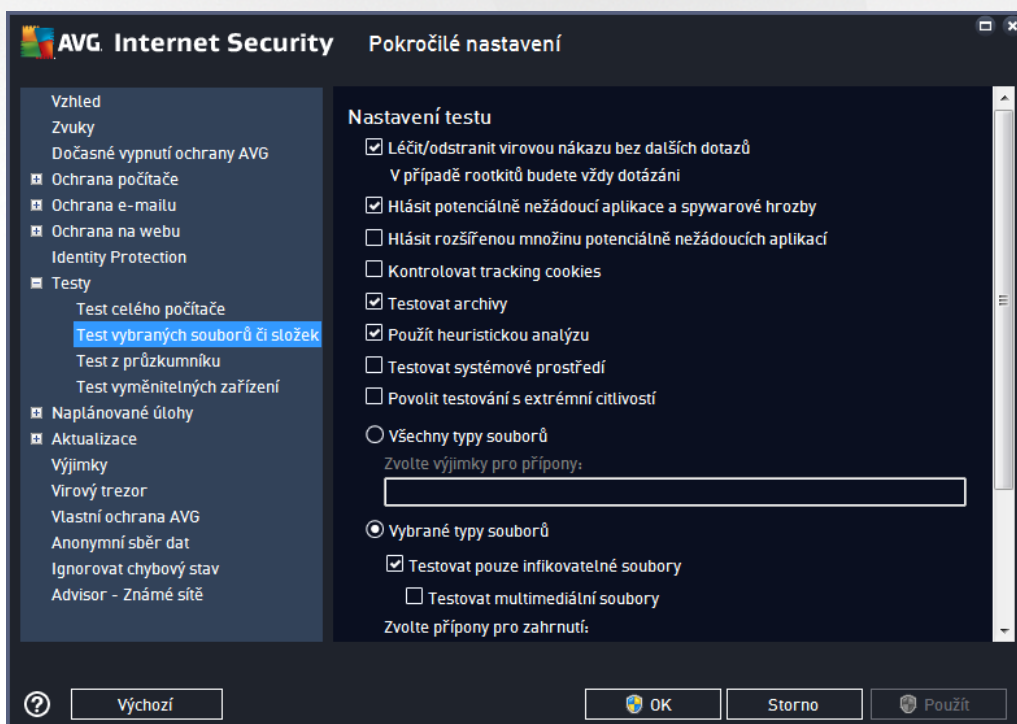 AVG. Internet Security Pokročilé nastavení
Vzhled
Zvuky
Dočasné vypnutí ochrany AVG
Ochrana počítače
Ochrana e-mailu
Ochrana na webu
Identity Protection
Testy
Test celého počítače
Test vybraných souborů či složek
Test z průzkumníku
Test vyměnitelných zařízení
Naplánované úlohy
Aktualizace
Výjimky
Virový trezor
Vlastní ochrana AVG
Anonymní sběr dat
Ignorovat chybový stav
Advisor - Známé sítě
Nastavení testu
Léčit/odstranit virovou nákazu bez dalších dotazů
V případě rootkitů budete vždy dotázáni
Hlásit potenciálně nežádoucí aplikace a spywarové hrozby
Hlásit rozšířenou množinu potenciálně nežádoucích aplikací
Kontrolovat tracking cookies
Testovat archivy
Použít heuristickou analýzu
Testovat systémové prostředí
Povolit testování s extrémní citlivostí
Všechny typy souborů
Zvolte výjimky pro přípony:
Vybrané typy souborů
Testovat pouze infikovatelné soubory
Testovat multimediální soubory
Zvolte přípony pro zahrnutí:
Výchozí
OK
Storno
Použít